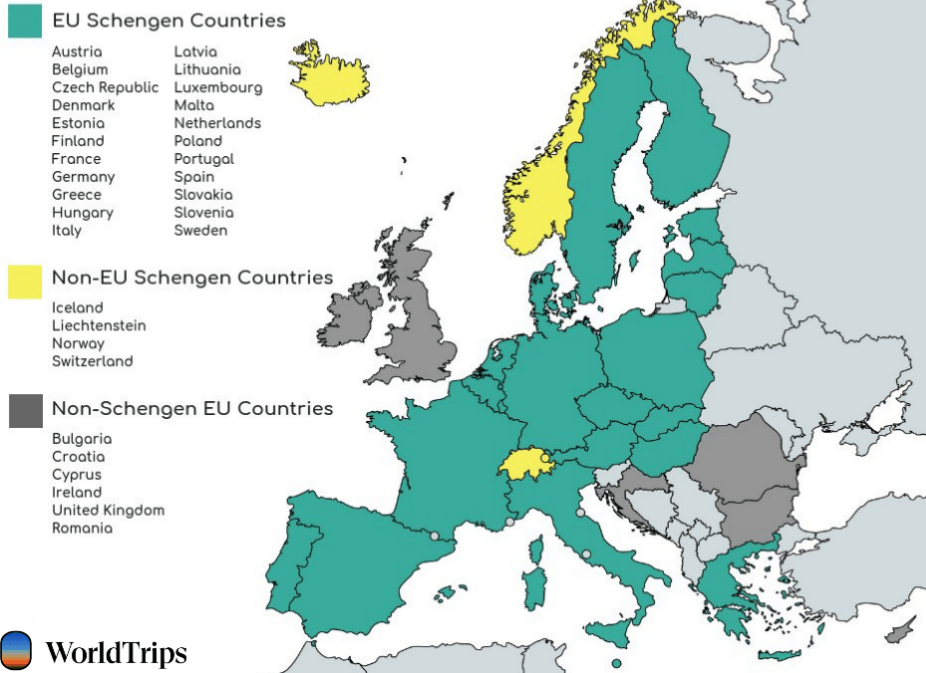 EU Schengen Countries
Austria
Belgium
Czech Republic
Denmark
Estonia
Finland
France
Germany
Greece
Hungary
Italy
Latvia
Lithuania
Luxembourg
Malta
Netherlands
Poland
Portugal
Spain
Slovakia
Slovenia
Sweden
Non-EU Schengen Countries
Iceland
Liechtenstein
Norway
Switzerland
Non-Schengen EU Countries
Bulgaria
Croatia
Cyprus
Ireland
United Kingdom
Romania
WorldTrips